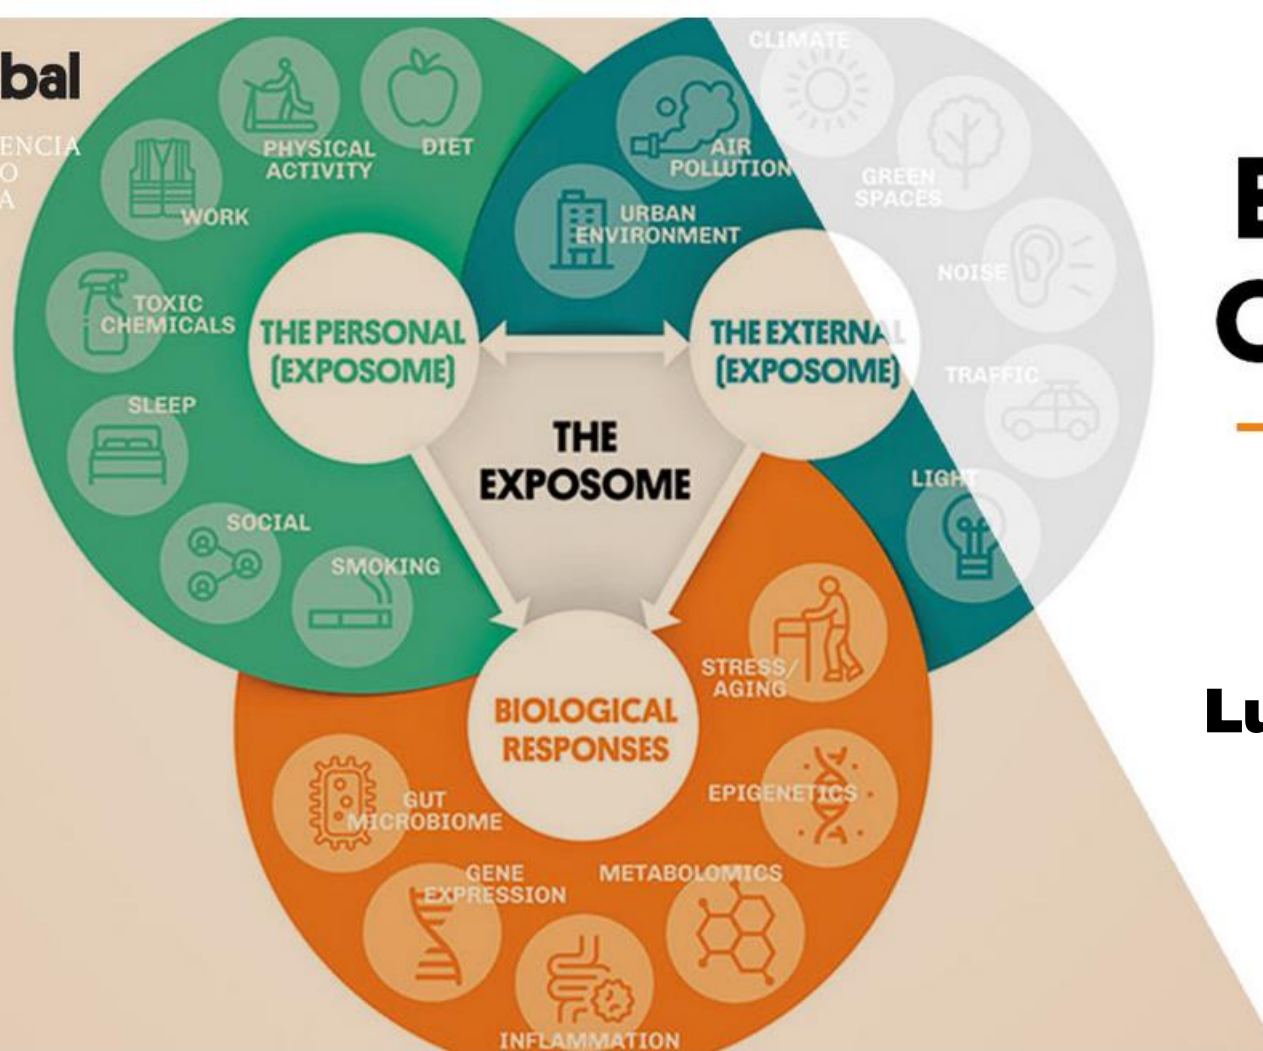 bal
ENCIA
O
A
PHYSICAL
ACTIVITY
DIET
WORK
TOXIC
CHEMICALS
SLEEP
SOCIAL
SMOKING
THE PERSONAL
(EXPOSOME)
CLIMATE
AIR
POLLUTION
GREEN
SPACES
URBAN
ENVIRONMENT
NOISE
TRAFFIC
LIGHT
THE EXTERNAL
(EXPOSOME)
THE
EXPOSOME
BIOLOGICAL
RESPONSES
STRESS/
AGING
EPIGENETICS
GUT
MICROBIOME
GENE
EXPRESSION
METABOLOMICS
INFLAMMATION
Lu